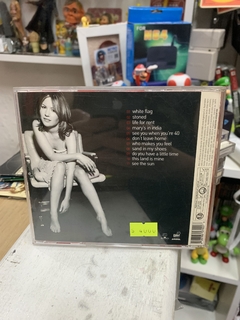 white flag
stoned
life for rent
mary's in india
see you when you're 40
don't leave home
who makes you feel
sand in my shoes
do you have a little time
this land is mine
see the sun